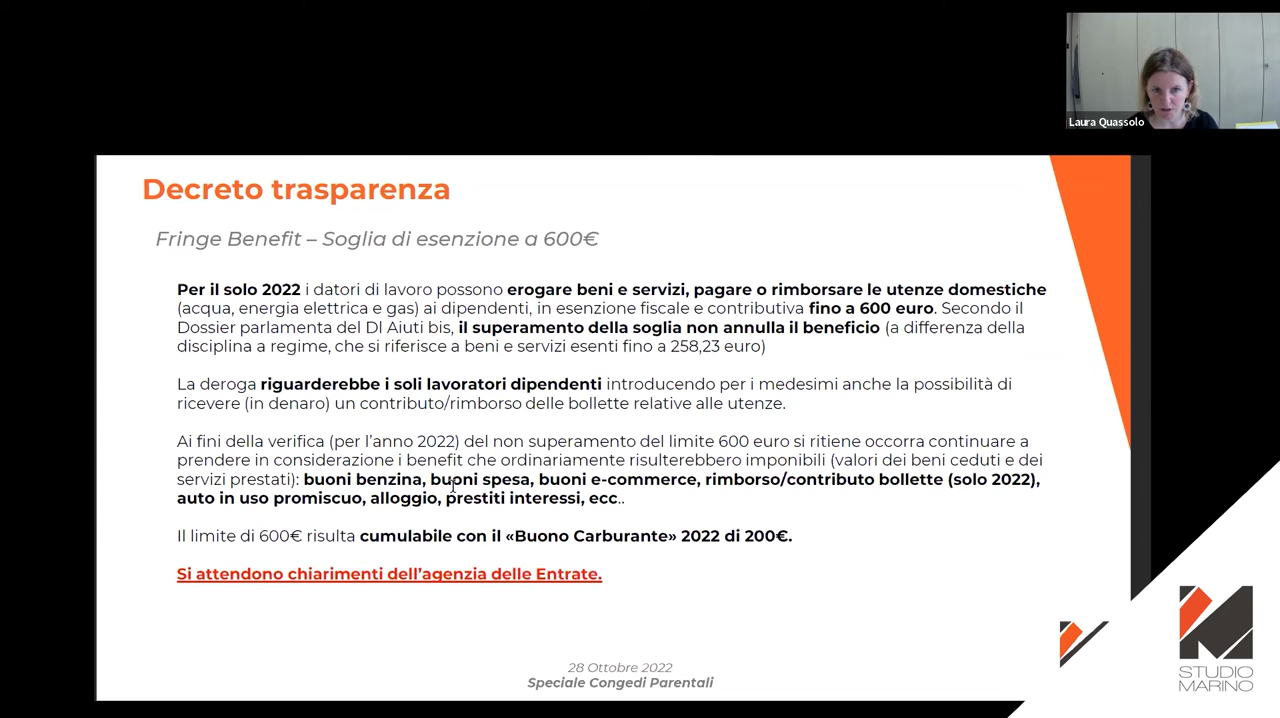 Laura Quassolo
Decreto trasparenza
Fringe Benefit – Soglia di esenzione a 600€
Per il solo 2022 i datori di lavoro possono erogare beni e servizi, pagare o rimborsare le utenze domestiche
(acqua, energia elettrica e gas) ai dipendenti, in esenzione fiscale e contributiva fino a 600 euro. Secondo il
Dossier parlamenta del Dl Aiuti bis, il superamento della soglia non annulla il beneficio (a differenza della
disciplina a regime, che si riferisce a beni e servizi esenti fino a 258,23 euro)
La deroga riguarderebbe i soli lavoratori dipendenti introducendo per i medesimi anche la possibilità di
ricevere (in denaro) un contributo/rimborso delle bollette relative alle utenze.
Ai fini della verifica (per l’anno 2022) del non superamento del limite 600 euro si ritiene occorra continuare a
prendere in considerazione i benefit che ordinariamente risulterebbero imponibili (valori dei beni ceduti e dei
servizi prestati): buoni benzina, buoni spesa, buoni e-commerce, rimborso/contributo bollette (solo 2022),
auto in uso promiscuo, alloggio, prestiti interessi, ecc..
Il limite di 600€ risulta cumulabile con il «Buono Carburante» 2022 di 200€.
Si attendono chiarimenti dell’agenzia delle Entrate.
28 Ottobre 2022
Speciale Congedi Parentali
STUDIO
MARINO